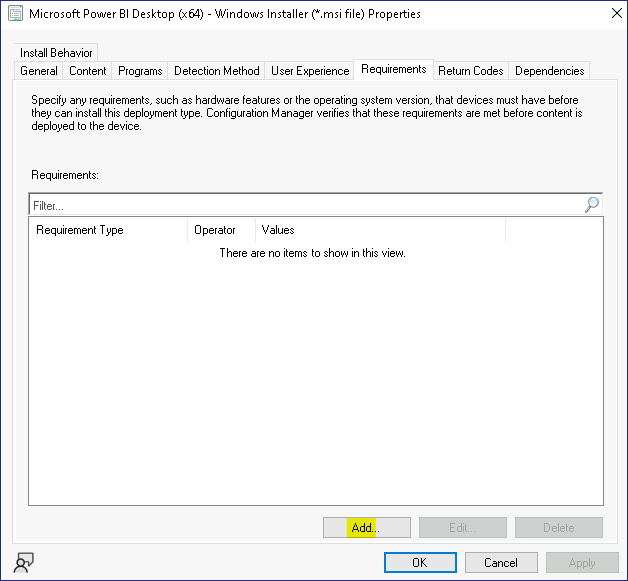 Microsoft Power BI Desktop (x64) - Windows Installer (*.msi file) Properties
Install Behavior
General Content Programs Detection Method User Experience Requirements Return Codes Dependencies
Specify any requirements, such as hardware features or the operating system version, that devices must have before
they can install this deployment type. Configuration Manager verifies that these requirements are met before content is
deployed to the device.
Requirements:
Filter...
Requirement Type Operator Values
There are no items to show in this view.
Add... Edit... Delete
OK Cancel Apply